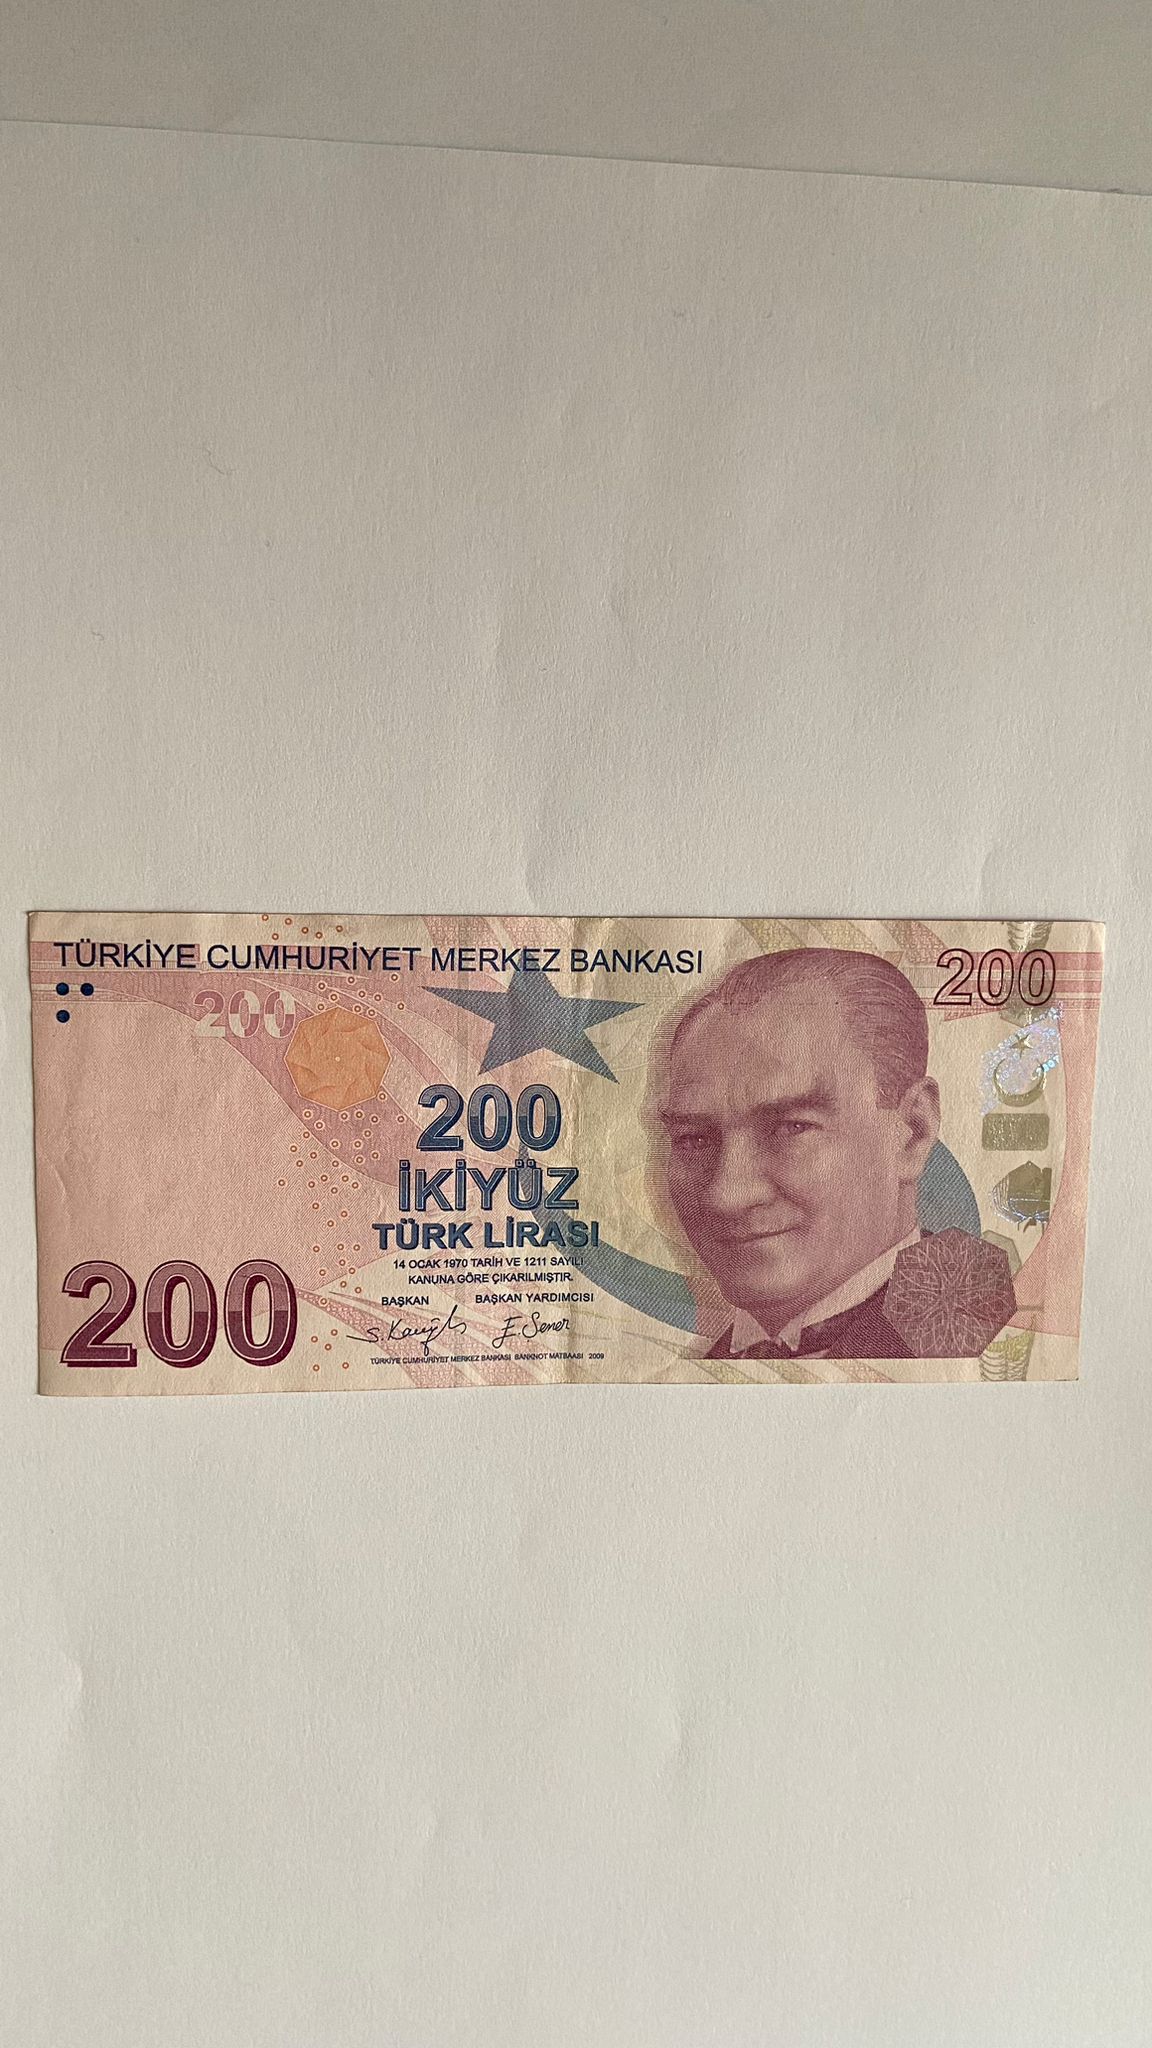 TÜRKİYE CUMHURİYET MERKEZ BANKASI
200
200
200
İKİYÜZ
TÜRK LİRASI
14 OCAK 1970 TARİH VE 1211 SAYILI
KANUNA GÖRE ÇIKARILMIŞTIR.
BAŞKAN BAŞKAN YARDIMCISI
E. Şener
200
TÜRKİYE CUMHURİYET MERKEZ BANKASI BANKNOT MATBAASI 2009